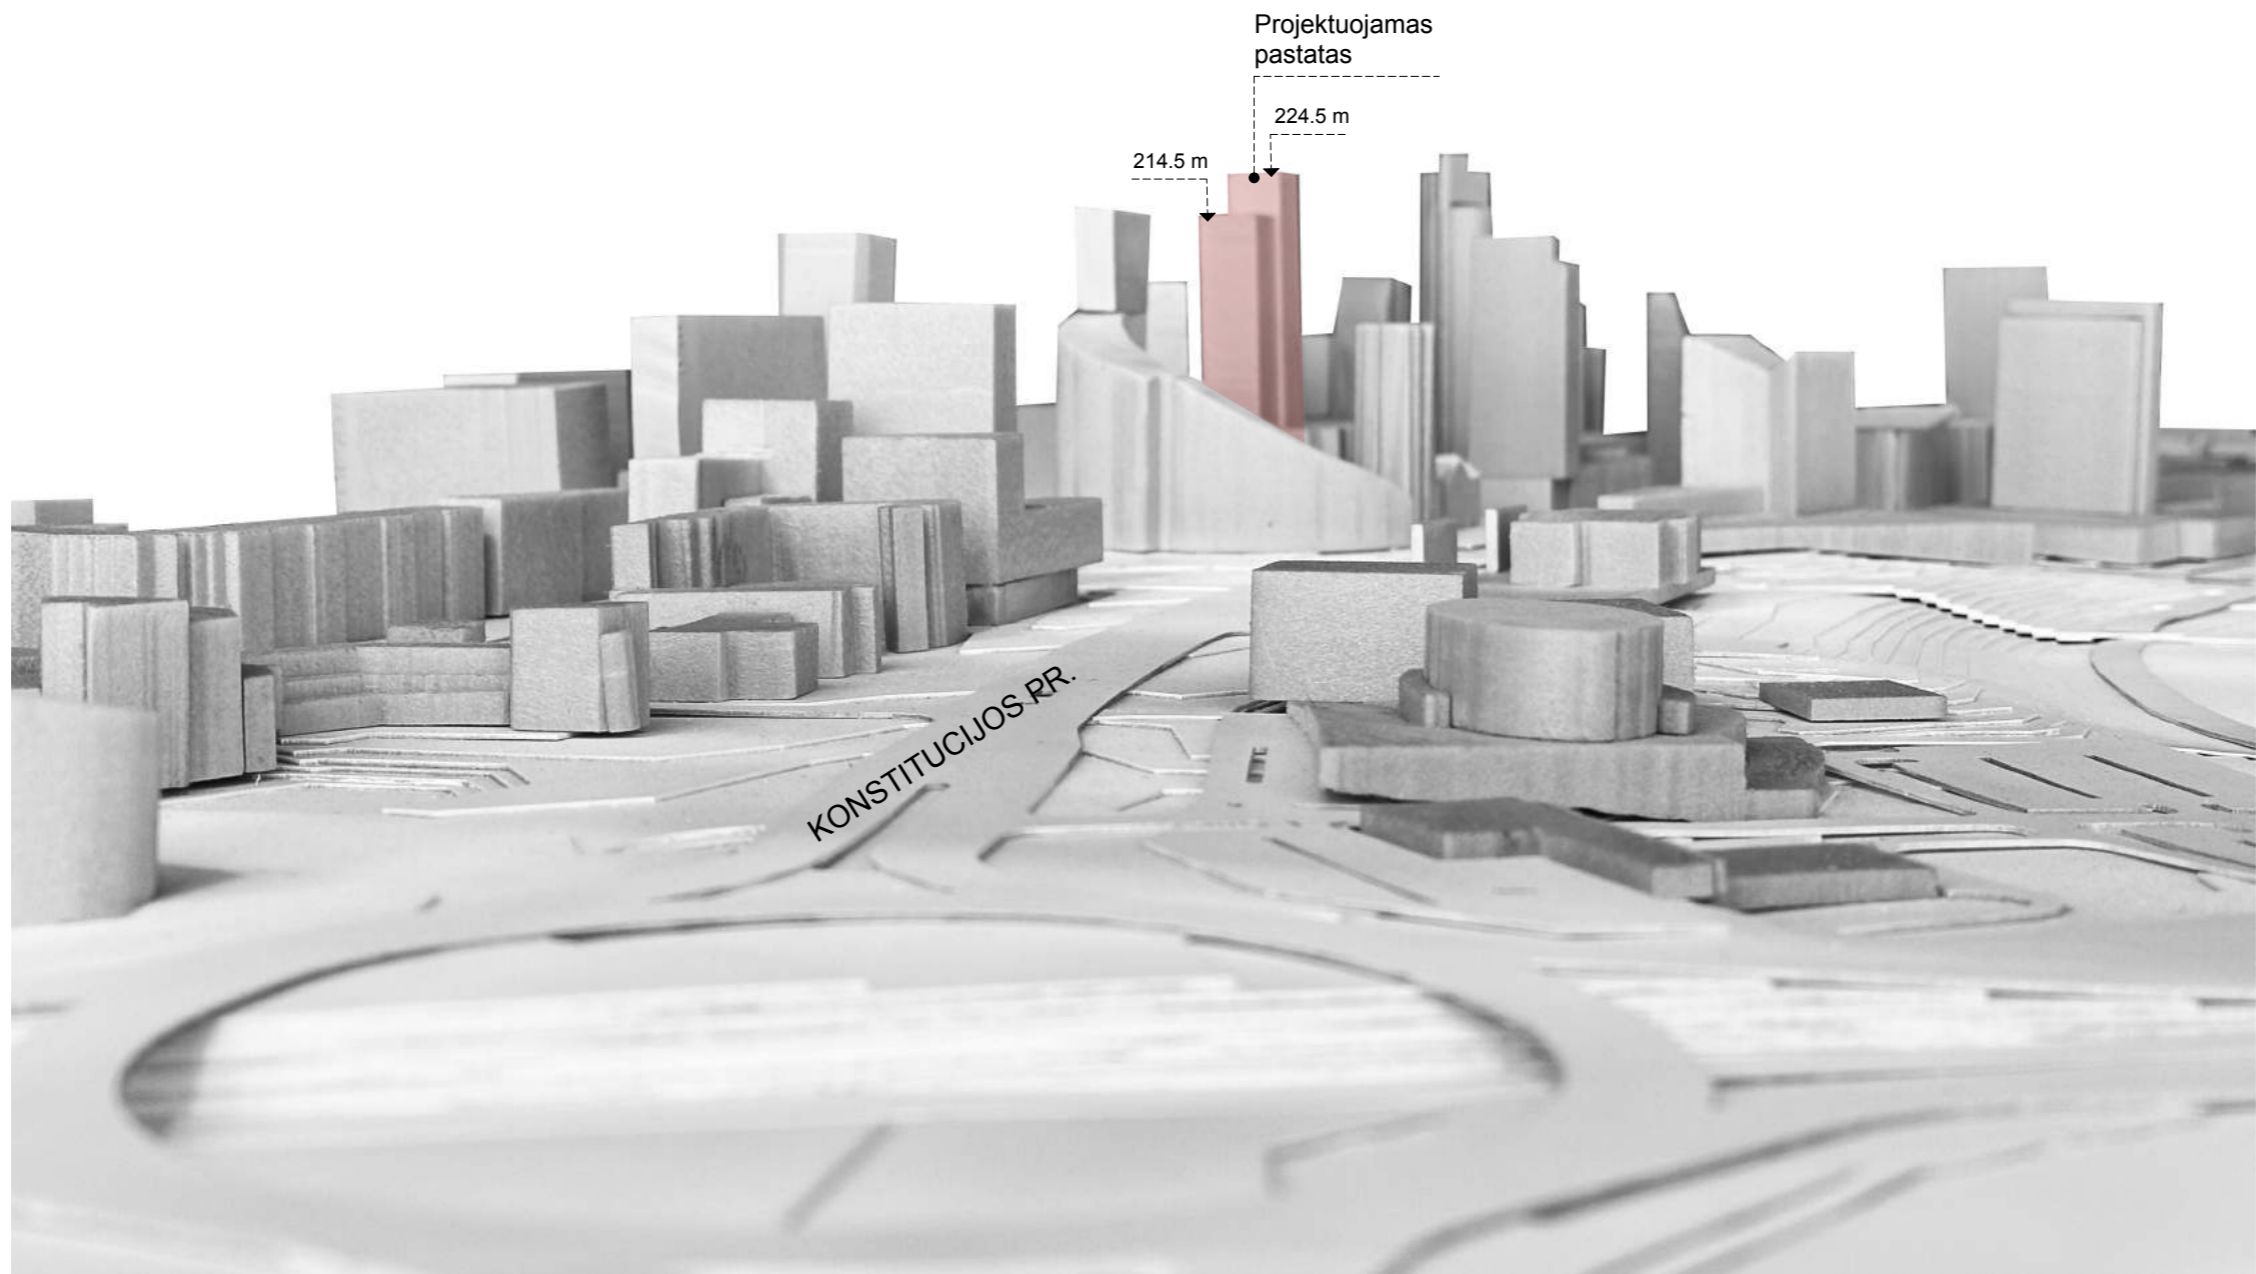 Projektuojamas
pastatas
224.5 m
214.5 m
KONSTITUCIJOS PR.